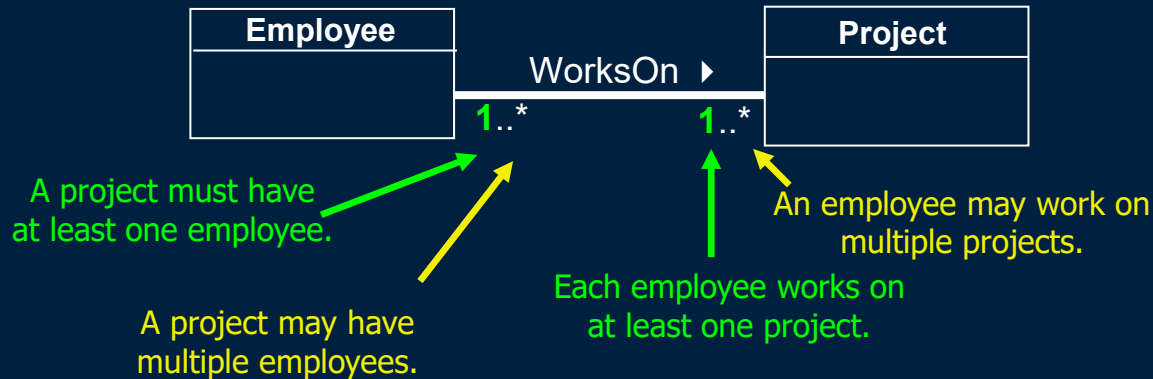 Employee
Project
WorksOn ▸
1..*
1..*
A project must have
at least one employee.
An employee may work on
multiple projects.
Each employee works on
at least one project.
A project may have
multiple employees.